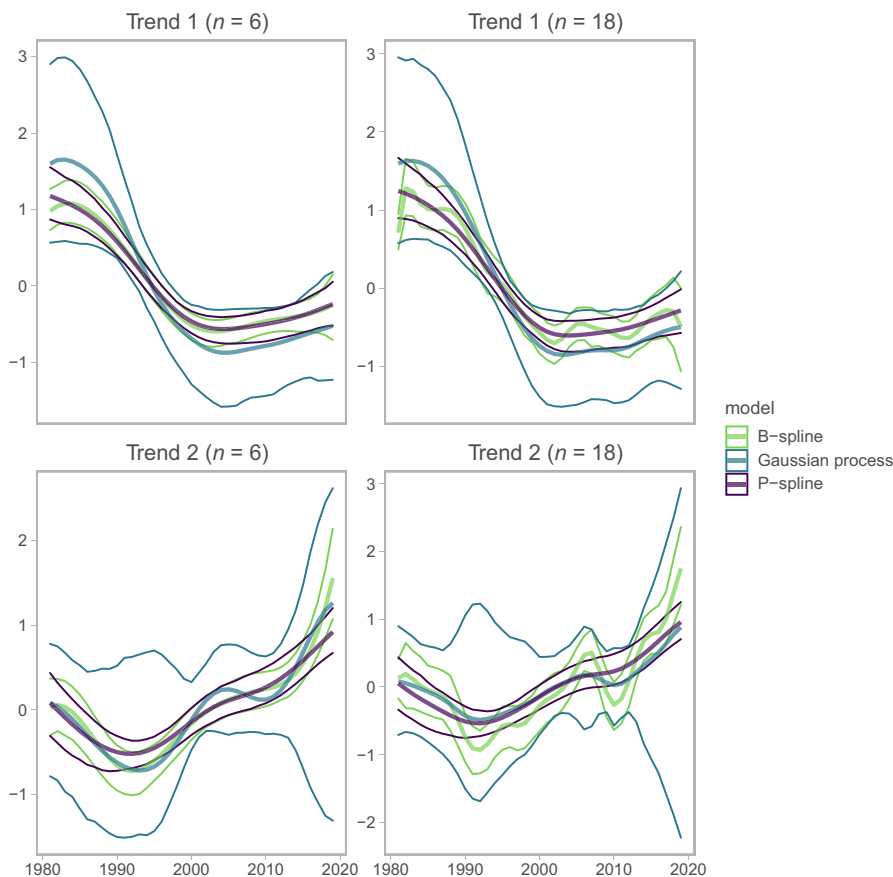 Trend 1 (n = 6)
Trend 1 (n = 18)
3
2
1
0
−1
3
2
1
0
−1
model
B−spline
Gaussian process
P−spline
Trend 2 (n = 6)
Trend 2 (n = 18)
2
1
0
−1
3
2
1
0
−1
−2
1980 1990 2000 2010 2020
1980 1990 2000 2010 2020